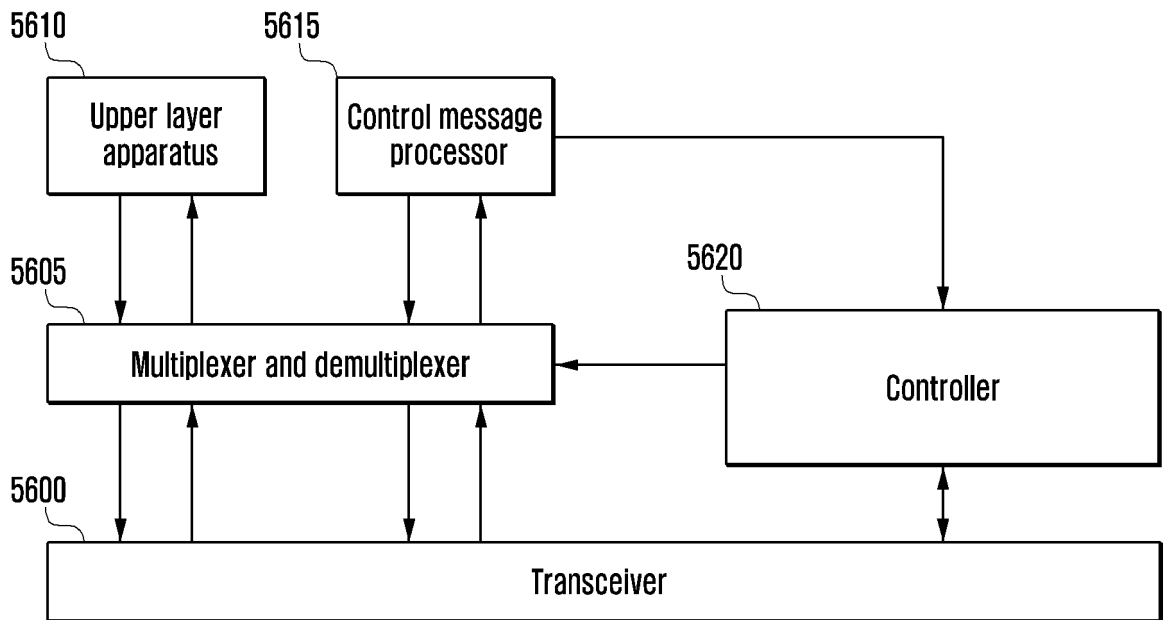 5610
5615
Upper layer
apparatus
Control message
processor
5605
5620
Multiplexer and demultiplexer
Controller
5600
Transceiver